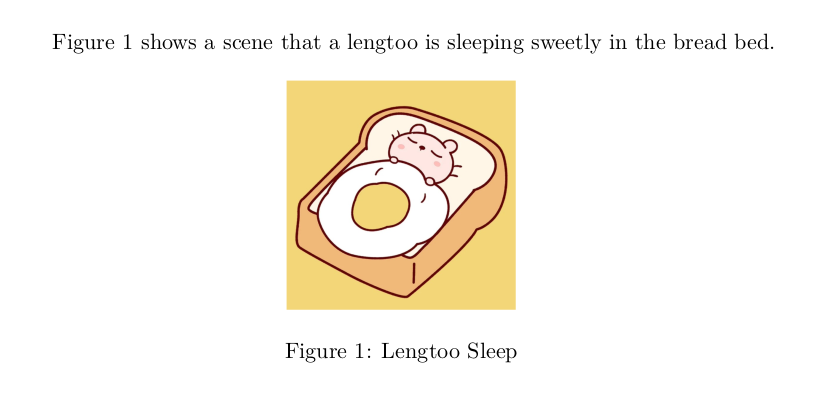 Figure 1 shows a scene that a lengtoo is sleeping sweetly in the bread bed.
Figure 1: Lengtoo Sleep